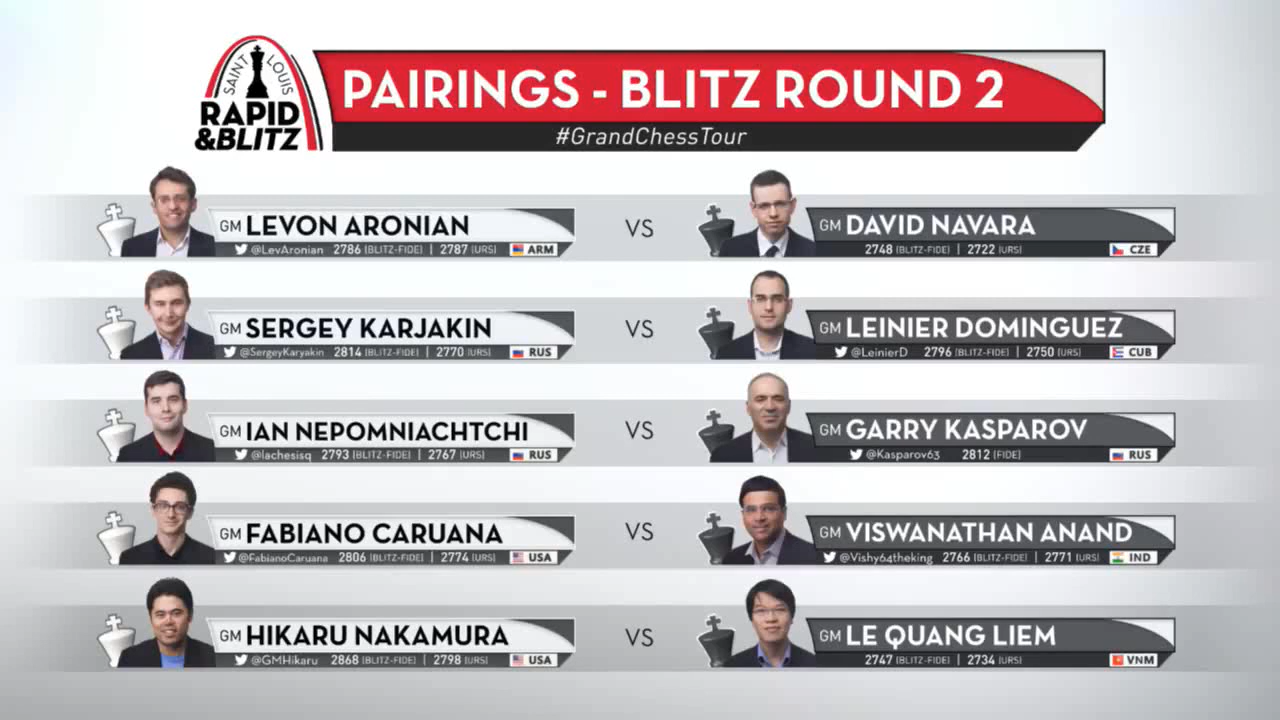 SAINT LOUIS
RAPID
&BLITZ
PAIRINGS - BLITZ ROUND 2
#GrandChessTour
GM LEVON ARONIAN
@LevAronian 2786 (BLITZ-FIDE) | 2787 (URS) ARM
VS
GM DAVID NAVARA
2748 (BLITZ-FIDE) | 2722 (URS) CZE
GM SERGEY KARJAKIN
@SergeyKaryakin 2814 (BLITZ-FIDE) | 2770 (URS) RUS
VS
GM LEINIER DOMINGUEZ
@LeinierD 2796 (BLITZ-FIDE) | 2750 (URS) CUB
GM IAN NEPOMNIACHTCHI
@lachesisq 2793 (BLITZ-FIDE) | 2767 (URS) RUS
VS
GM GARRY KASPAROV
@Kasparov63 2812 (FIDE) RUS
GM FABIANO CARUANA
@FabianoCaruana 2806 (BLITZ-FIDE) | 2774 (URS) USA
VS
GM VISWANATHAN ANAND
@Vishy64theking 2766 (BLITZ-FIDE) | 2771 (URS) IND
GM HIKARU NAKAMURA
@GMHikaru 2868 (BLITZ-FIDE) | 2798 (URS) USA
VS
GM LE QUANG LIEM
2747 (BLITZ-FIDE) | 2734 (URS) VNM